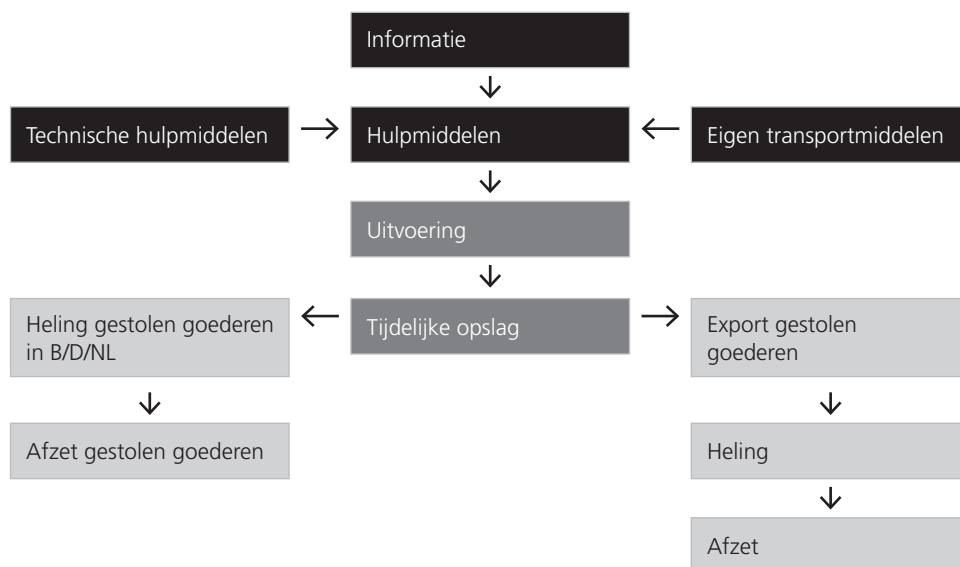 Informatie
Technische hulpmiddelen
Hulpmiddelen
Eigen transportmiddelen
Uitvoering
Heling gestolen goederen
in B/D/NL
Tijdelijke opslag
Export gestolen
goederen
Afzet gestolen goederen
Heling
Afzet